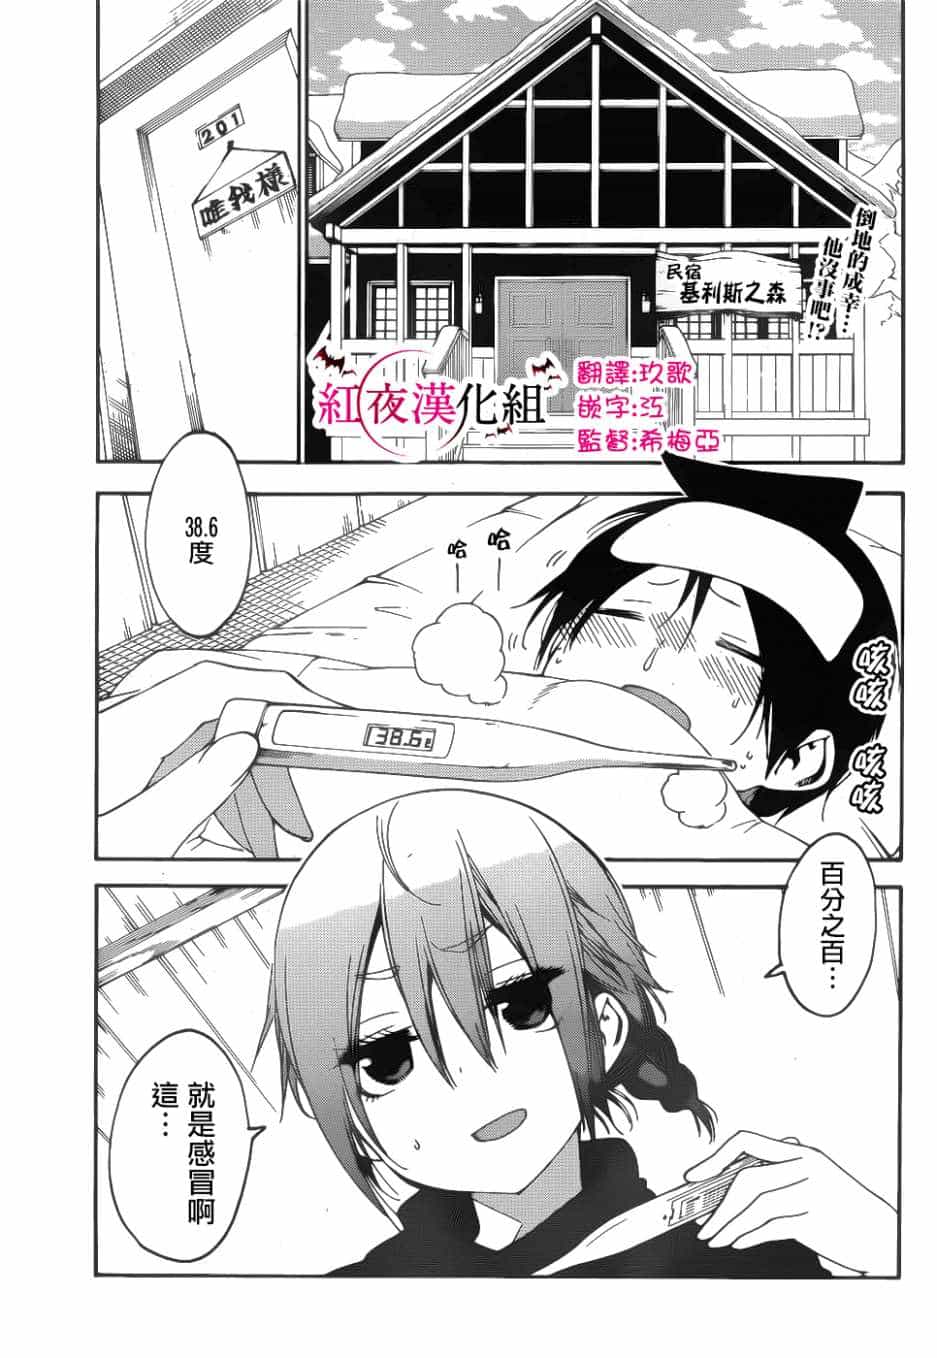 倒地的成幸…
他沒事吧!?
民宿
基利斯之森
201
唯我様
紅夜漢化組
翻譯:玖歌
嵌字:江
監督:希梅亞
38.6
度
哈
哈
38.6
咳
咳
咳
咳
百分之百…
就是感冒啊
這…